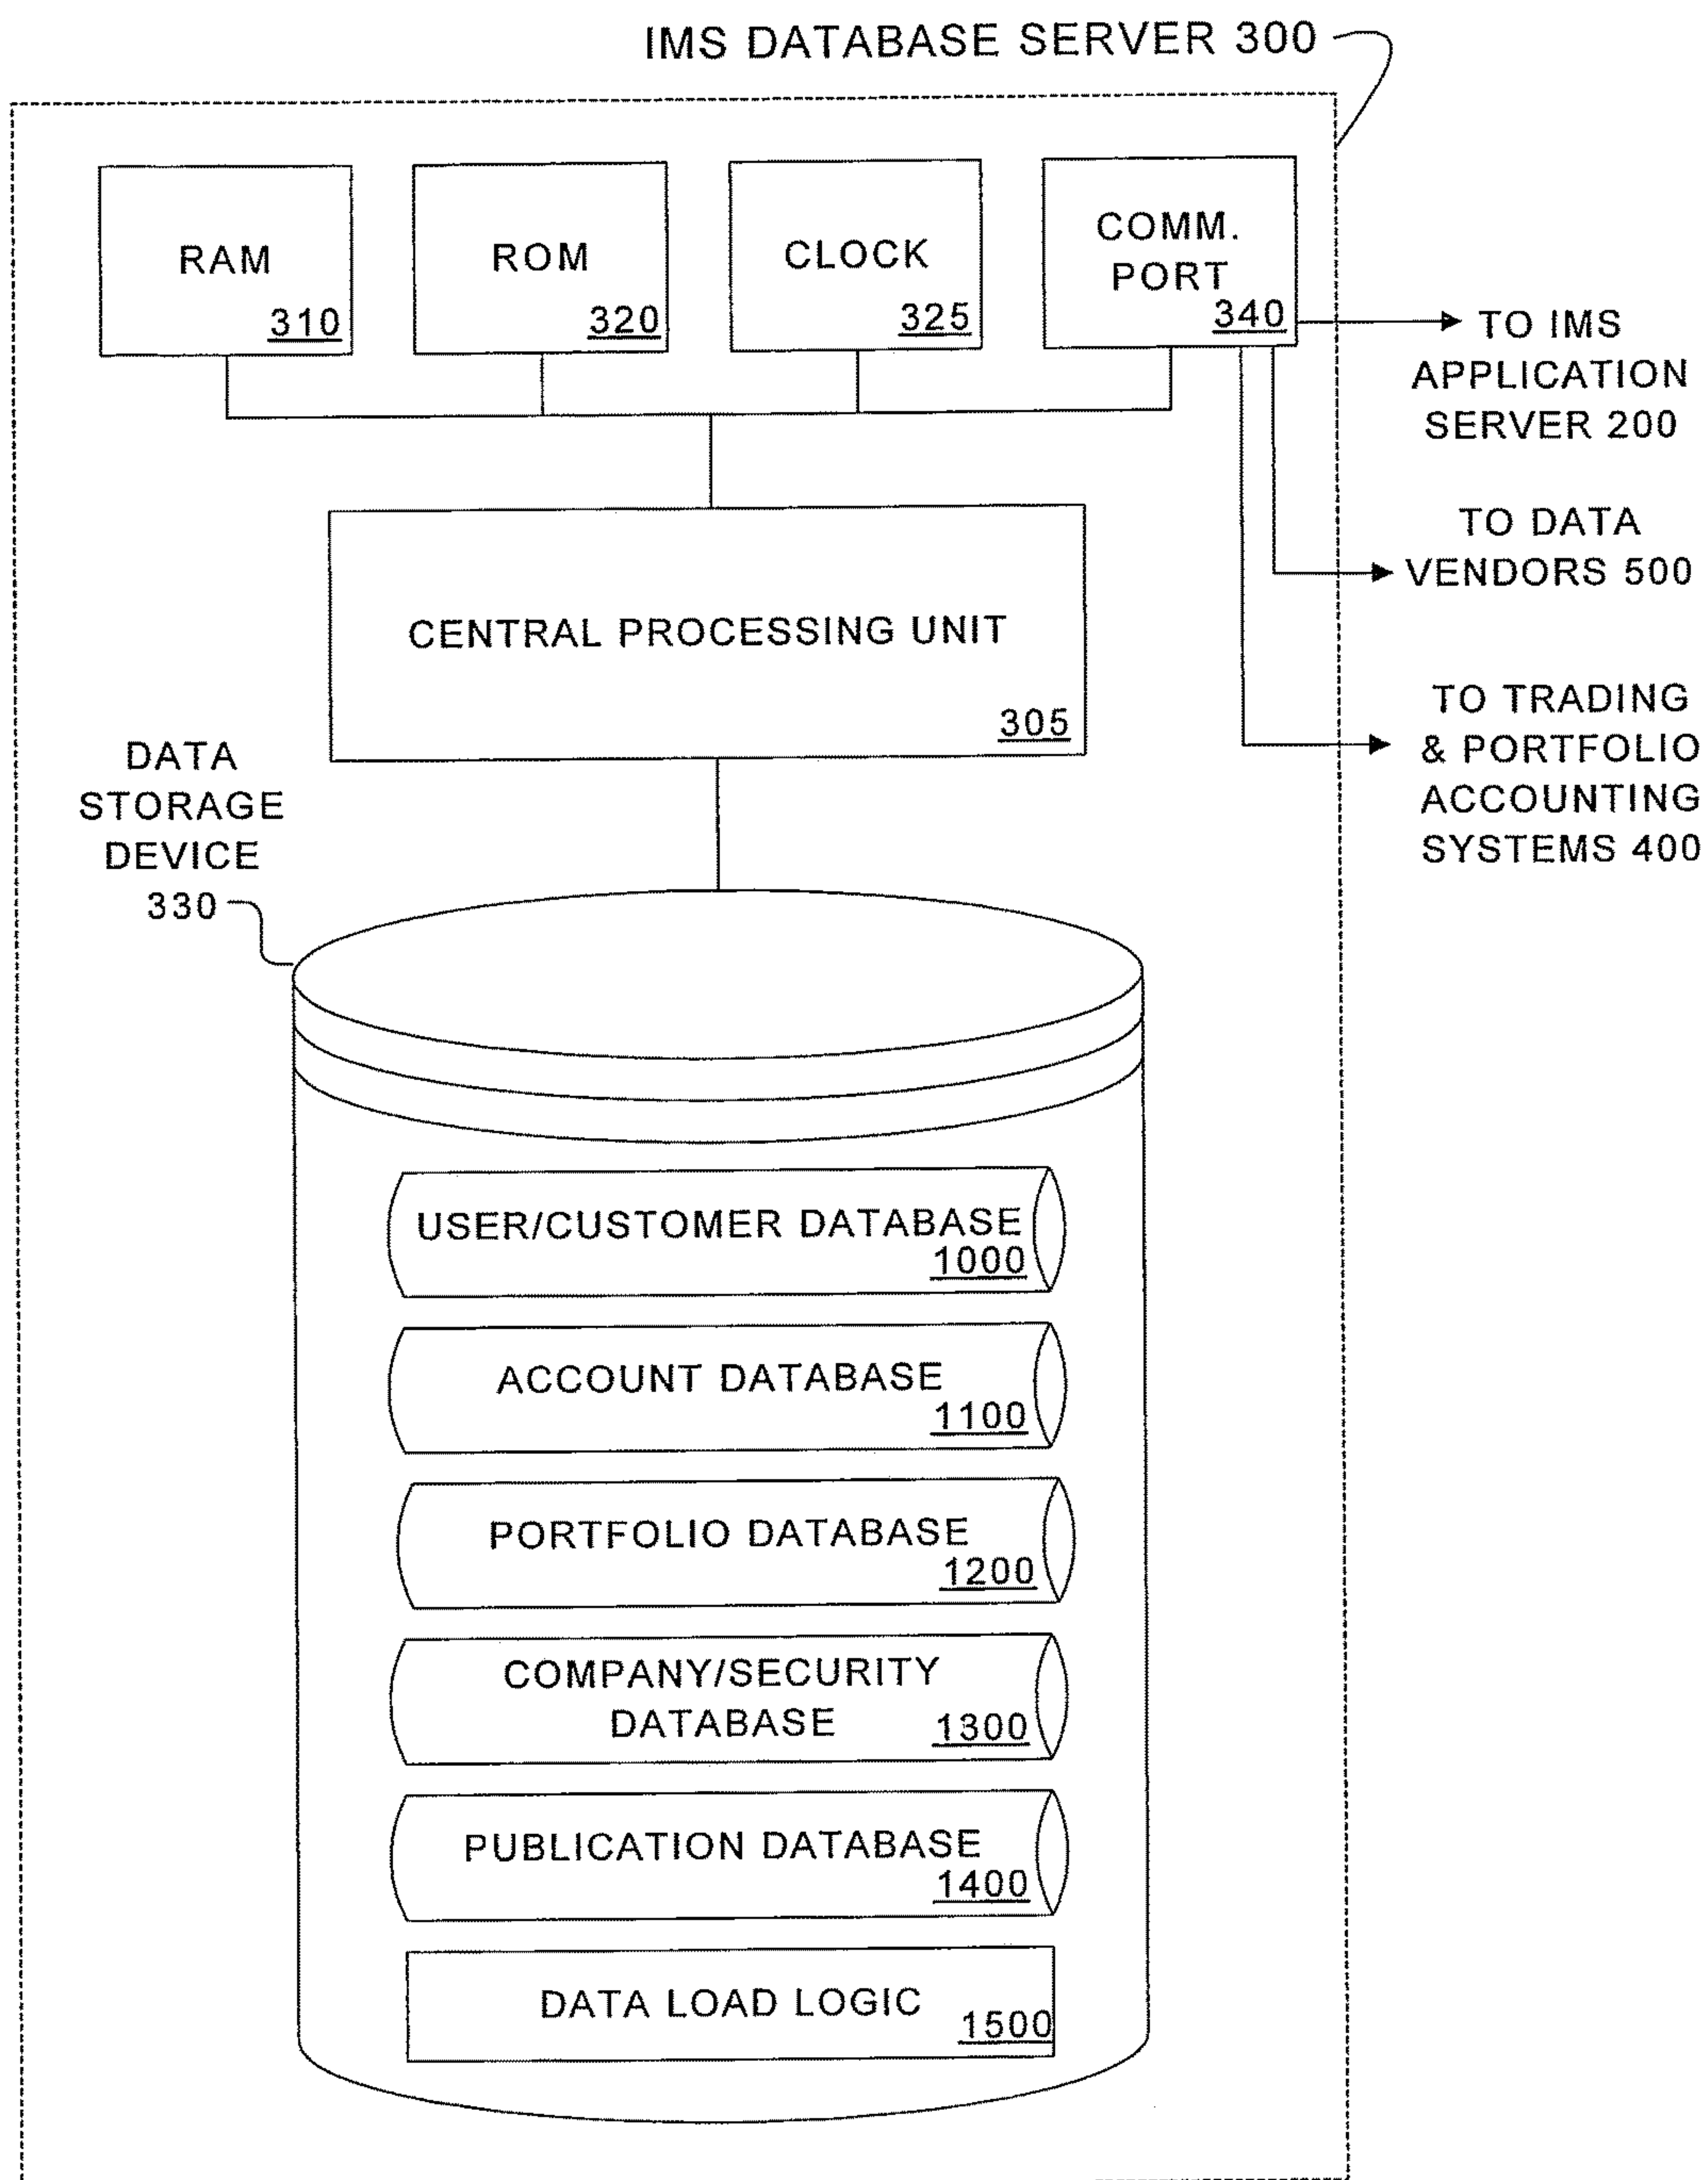 IMS DATABASE SERVER 300
RAM
310
ROM
320
CLOCK
325
COMM.
PORT
340
TO IMS
APPLICATION
SERVER 200
TO DATA
VENDORS 500
TO TRADING
& PORTFOLIO
ACCOUNTING
SYSTEMS 400
CENTRAL PROCESSING UNIT
305
DATA
STORAGE
DEVICE
330
USER/CUSTOMER DATABASE
1000
ACCOUNT DATABASE
1100
PORTFOLIO DATABASE
1200
COMPANY/SECURITY
DATABASE
1300
PUBLICATION DATABASE
1400
DATA LOAD LOGIC
1500